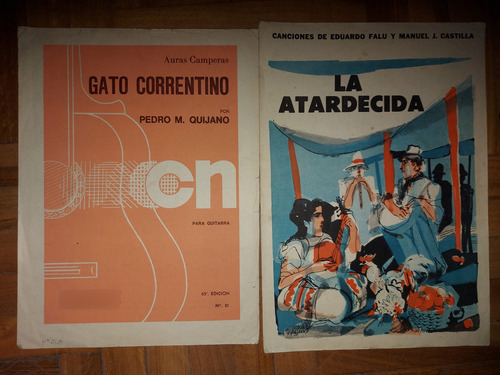 Auras Camperas
GATO CORRENTINO
POR
PEDRO M. QUIJANO
cn
PARA GUITARRA
Nº.
CANCIONES DE EDUARDO FALU Y MANUEL J. CASTILLA
LA
ATARDECIDA